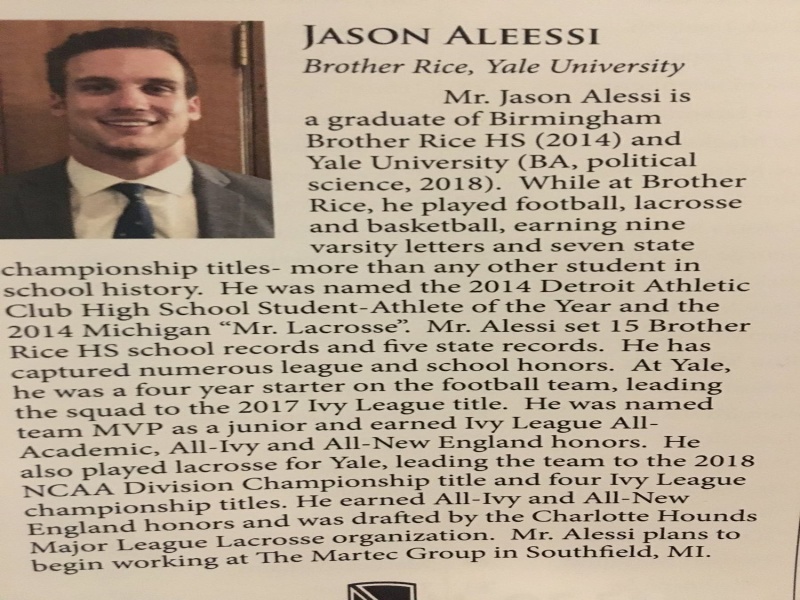 JASON ALEESSI
Brother Rice, Yale University
Mr. Jason Alessi is
a graduate of Birmingham
Brother Rice HS (2014) and
Yale University (BA, political
science, 2018). While at Brother
Rice, he played football, lacrosse
and basketball, earning nine
varsity letters and seven state
championship titles- more than any other student in
school history. He was named the 2014 Detroit Athletic
Club High School Student-Athlete of the Year and the
2014 Michigan “Mr. Lacrosse”. Mr. Alessi set 15 Brother
Rice HS school records and five state records. He has
captured numerous league and school honors. At Yale,
he was a four year starter on the football team, leading
the squad to the 2017 Ivy League title. He was named
team MVP as a junior and earned Ivy League All-
Academic, All-Ivy and All-New England honors. He
also played lacrosse for Yale, leading the team to the 2018
NCAA Division Championship title and four Ivy League
championship titles. He earned All-Ivy and All-New
England honors and was drafted by the Charlotte Hounds
Major League Lacrosse organization. Mr. Alessi plans to
begin working at The Martec Group in Southfield, MI.